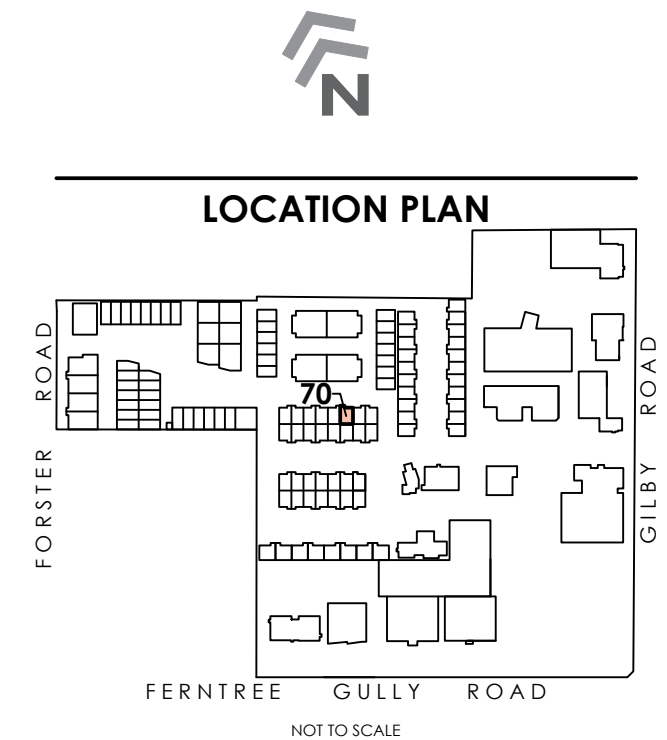 N
LOCATION PLAN
FORSTER ROAD
70
GILBY ROAD
FERNTREE GULLY ROAD
NOT TO SCALE